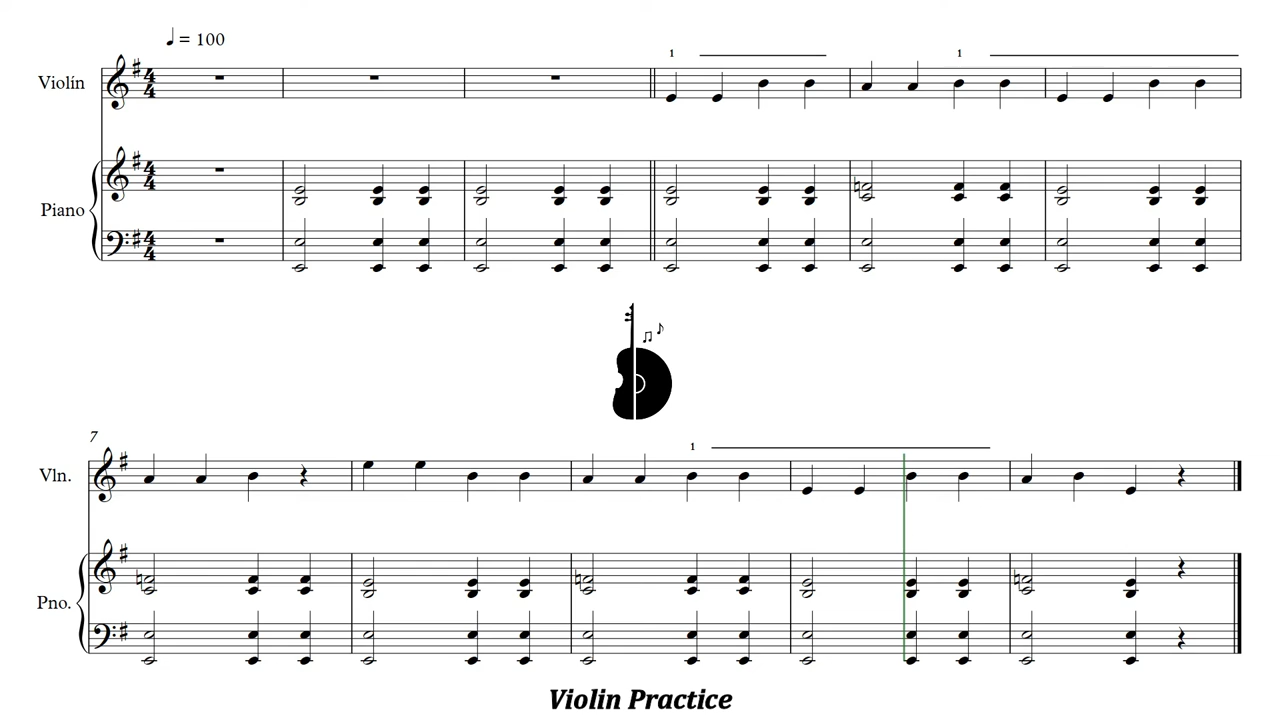 ♩ = 100
Violín
1
1
Piano
7
1
Vln.
Pno.
Violin Practice